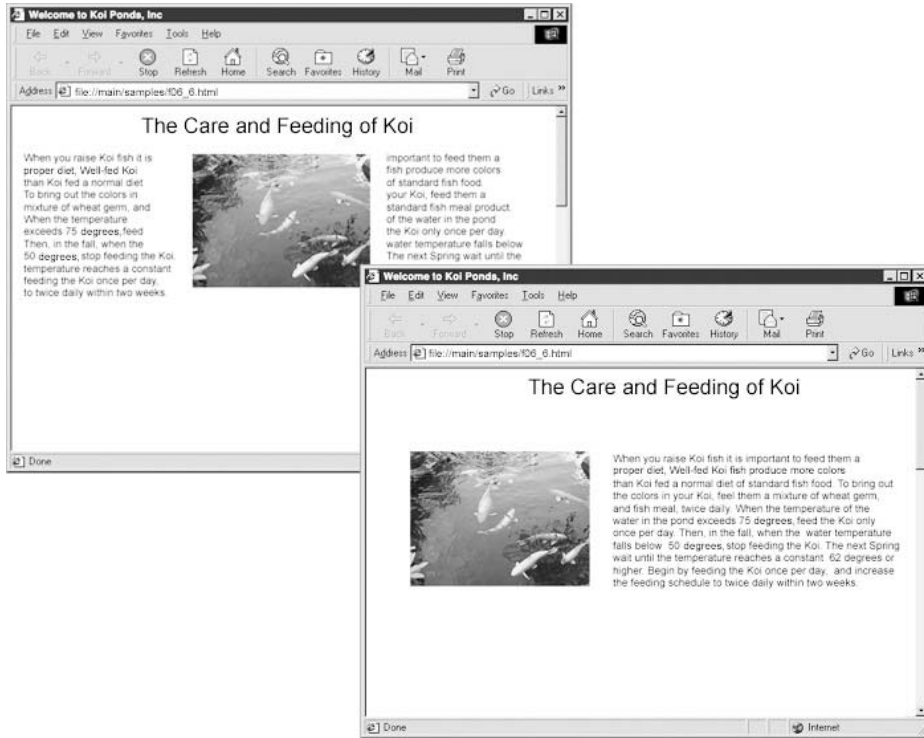 Welcome to Koi Ponds, Inc
File Edit View Favorites Tools Help
Back Forward Stop Refresh Home Search Favorites History Mail Print
Address file://main/samples/f06_6.html Go Links »
The Care and Feeding of Koi
When you raise Koi fish it is
proper diet, Well-fed Koi
than Koi fed a normal diet
To bring out the colors in
mixture of wheat germ, and
When the temperature
exceeds 75 degrees, feed
Then, in the fall, when the
50 degrees, stop feeding the Koi.
temperature reaches a constant
feeding the Koi once per day,
to twice daily within two weeks.
important to feed them a
fish produce more colors
of standard fish food.
your Koi, feed them a
standard fish meal product.
of the water in the pond
the Koi only once per day.
water temperature falls below
The next Spring wait until the
Done
Welcome to Koi Ponds, Inc
File Edit View Favorites Tools Help
Back Forward Stop Refresh Home Search Favorites History Mail Print
Address file://main/samples/f06_6.html Go Links »
The Care and Feeding of Koi
When you raise Koi fish it is important to feed them a
proper diet, Well-fed Koi fish produce more colors
than Koi fed a normal diet of standard fish food. To bring out
the colors in your Koi, feel them a mixture of wheat germ,
and fish meal, twice daily. When the temperature of the
water in the pond exceeds 75 degrees, feed the Koi only
once per day. Then, in the fall, when the water temperature
falls below 50 degrees, stop feeding the Koi. The next Spring
wait until the temperature reaches a constant 62 degrees or
higher. Begin by feeding the Koi once per day, and increase
the feeding schedule to twice daily within two weeks.
Done Internet